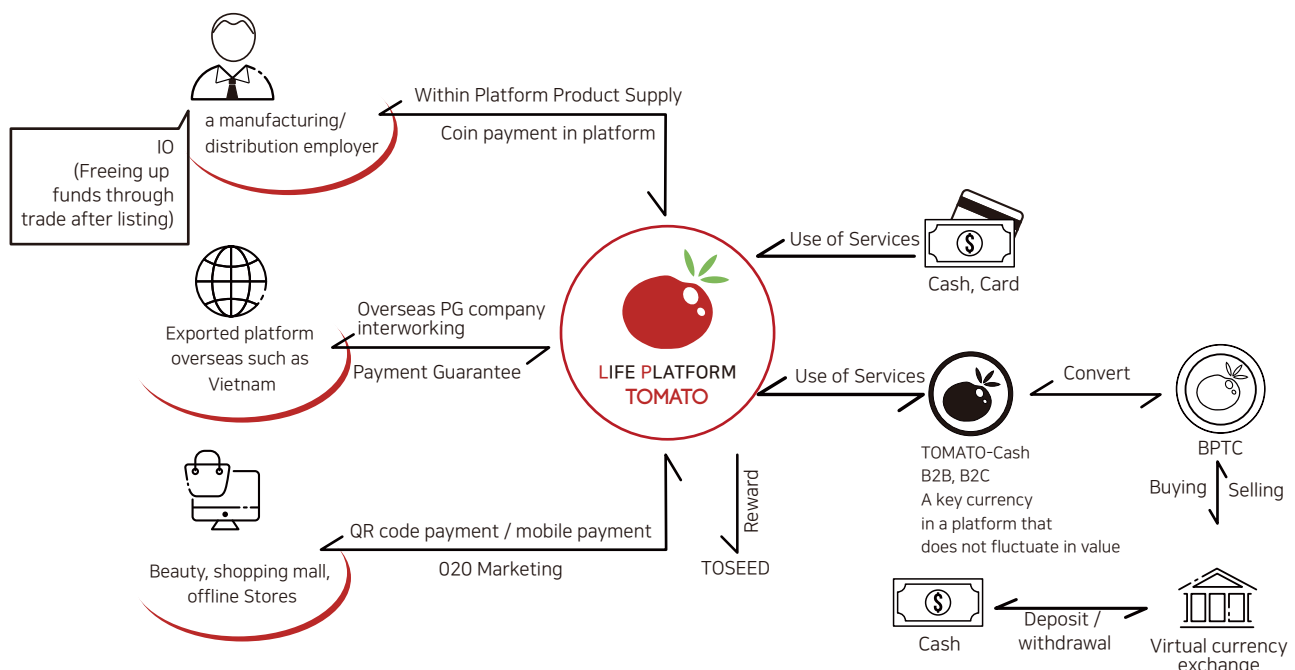 a manufacturing/
distribution employer
IO
(Freeing up
funds through
trade after listing)
Within Platform Product Supply
Coin payment in platform
Use of Services
Cash, Card
Exported platform
overseas such as
Vietnam
Overseas PG company
interworking
Payment Guarantee
LIFE PLATFORM
TOMATO
Use of Services
TOMATO-Cash
B2B, B2C
A key currency
in a platform that
does not fluctuate in value
Convert
BPTC
Buying
Selling
Beauty, shopping mall,
offline Stores
QR code payment / mobile payment
020 Marketing
Reward
TOSEED
Cash
Deposit /
withdrawal
Virtual currency
exchange